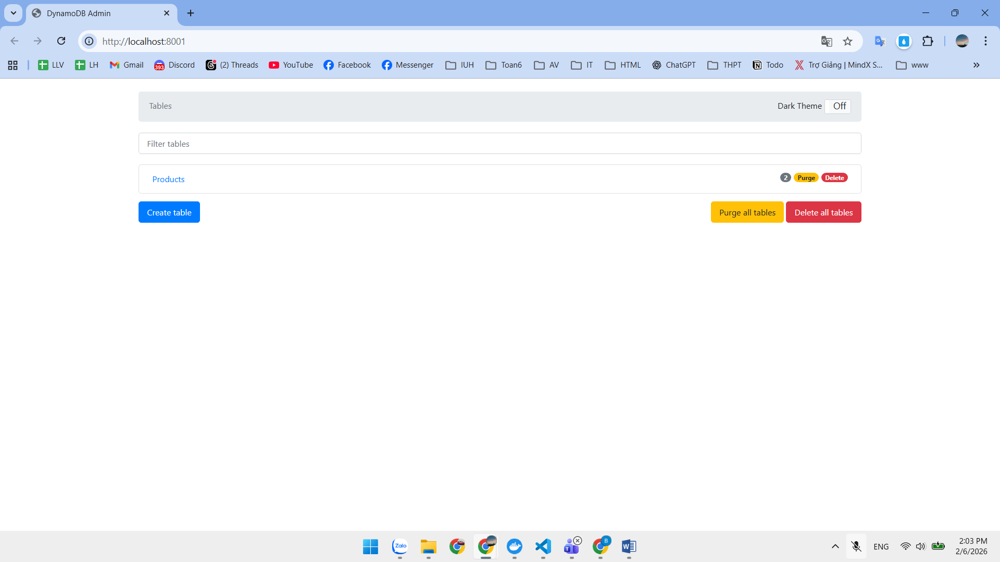 DynamoDB Admin
http://localhost:8001
LLV LH Gmail 393 Discord (2) Threads YouTube Facebook Messenger IUH Toan6 AV IT HTML ChatGPT THPT Todo Trợ Giảng | MindX S... www
Tables Dark Theme Off
Filter tables
Products 2 Purge Delete
Create table Purge all tables Delete all tables
Zalo B
ENG 2:03 PM
2/6/2026